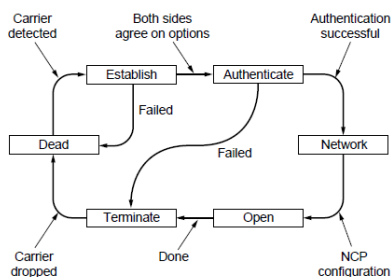 Carrier
detected
Both sides
agree on options
Authentication
successful
Establish
Authenticate
Failed
Dead
Network
Failed
Terminate
Open
Carrier
dropped
Done
NCP
configuration